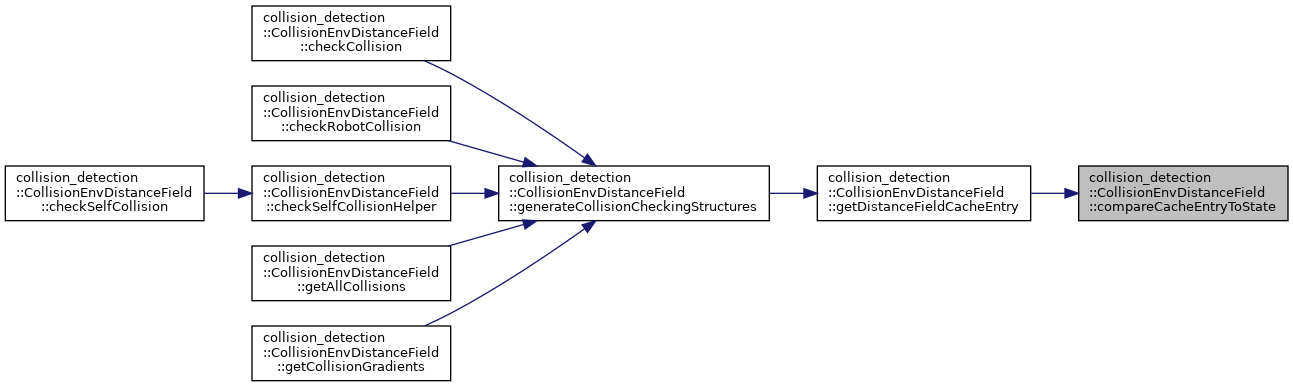 collision_detection
::CollisionEnvDistanceField
::checkCollision
collision_detection
::CollisionEnvDistanceField
::checkRobotCollision
collision_detection
::CollisionEnvDistanceField
::checkSelfCollision
collision_detection
::CollisionEnvDistanceField
::checkSelfCollisionHelper
collision_detection
::CollisionEnvDistanceField
::generateCollisionCheckingStructures
collision_detection
::CollisionEnvDistanceField
::getDistanceFieldCacheEntry
collision_detection
::CollisionEnvDistanceField
::compareCacheEntryToState
collision_detection
::CollisionEnvDistanceField
::getAllCollisions
collision_detection
::CollisionEnvDistanceField
::getCollisionGradients